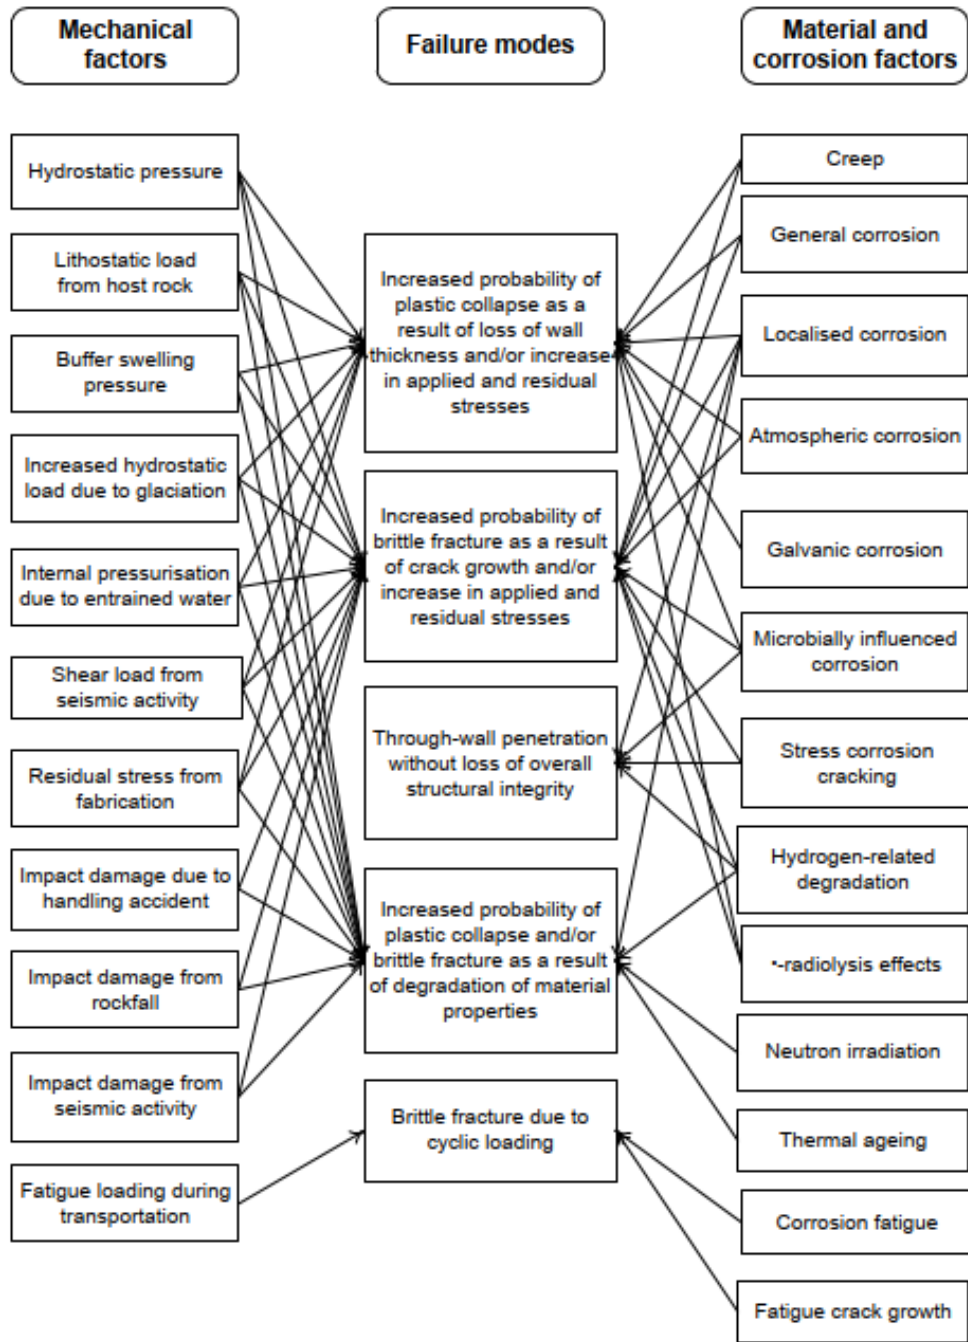 Mechanical
factors
Failure modes
Material and
corrosion factors
Hydrostatic pressure
Lithostatic load
from host rock
Buffer swelling
pressure
Increased hydrostatic
load due to glaciation
Internal pressurisation
due to entrained water
Shear load from
seismic activity
Residual stress from
fabrication
Impact damage due to
handling accident
Impact damage from
rockfall
Impact damage from
seismic activity
Fatigue loading during
transportation
Increased probability of
plastic collapse as a
result of loss of wall
thickness and/or increase
in applied and residual
stresses
Increased probability of
brittle fracture as a result
of crack growth and/or
increase in applied and
residual stresses
Through-wall penetration
without loss of overall
structural integrity
Increased probability of
plastic collapse and/or
brittle fracture as a result
of degradation of material
properties
Brittle fracture due to
cyclic loading
Creep
General corrosion
Localised corrosion
Atmospheric corrosion
Galvanic corrosion
Microbially influenced
corrosion
Stress corrosion
cracking
Hydrogen-related
degradation
•-radiolysis effects
Neutron irradiation
Thermal ageing
Corrosion fatigue
Fatigue crack growth